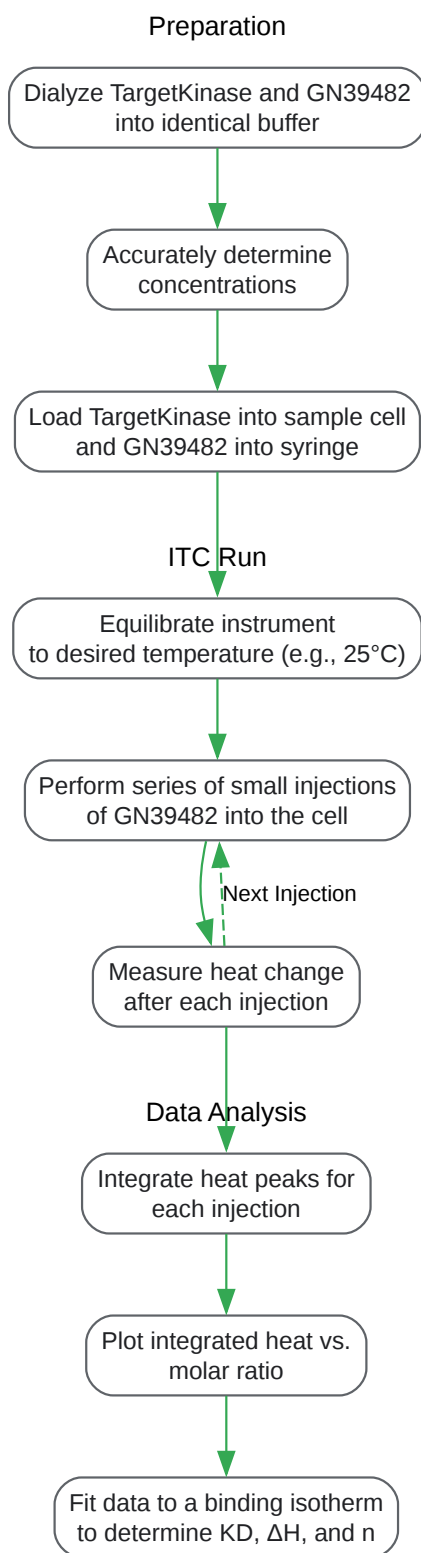 Preparation
Dialyze TargetKinase and GN39482
into identical buffer
Accurately determine
concentrations
Load TargetKinase into sample cell
and GN39482 into syringe
ITC Run
Equilibrate instrument
to desired temperature (e.g., 25°C)
Perform series of small injections
of GN39482 into the cell
Next Injection
Measure heat change
after each injection
Data Analysis
Integrate heat peaks for
each injection
Plot integrated heat vs.
molar ratio
Fit data to a binding isotherm
to determine KD, ΔH, and n